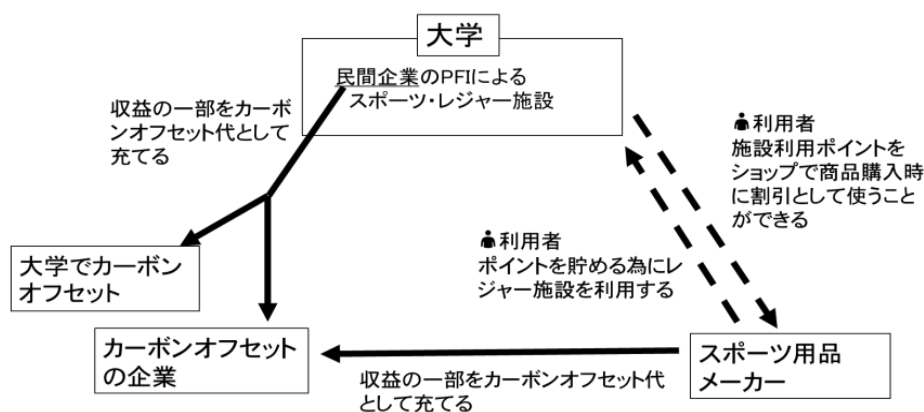 大学
民間企業のPFIによる
スポーツ・レジャー施設
収益の一部をカーボ
ンオフセット代として
充てる
利用者
施設利用ポイントを
ショップで商品購入時
に割引として使うこと
ができる
利用者
ポイントを貯める為にレ
ジャー施設を利用する
大学でカーボン
オフセット
カーボンオフセット
の企業
スポーツ用品
メーカー
収益の一部をカーボンオフセット代
として充てる